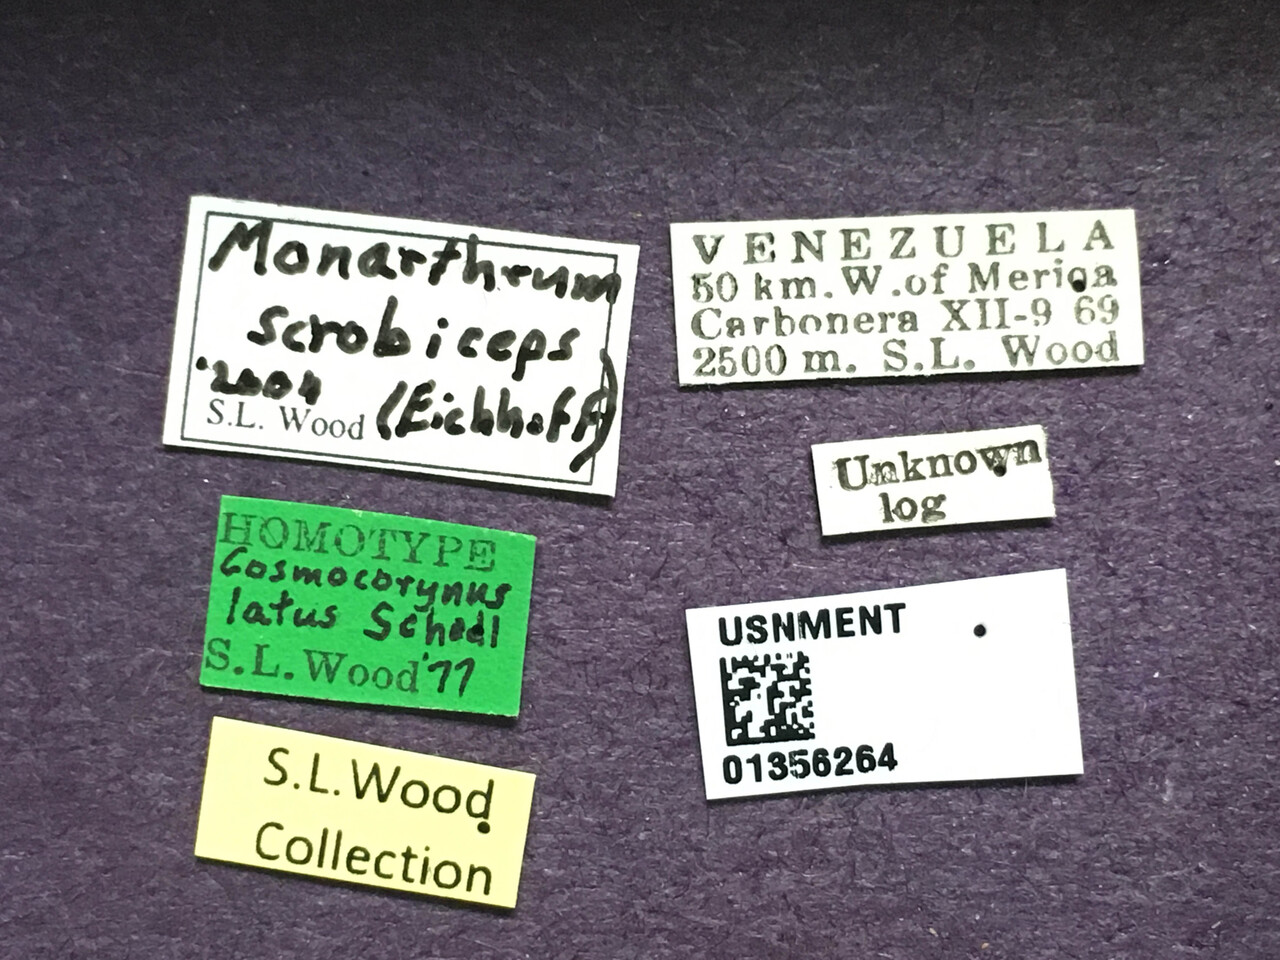 Monarthrum
scrobiceps
'2004 (Eichhoff)
S.L. Wood
HOMOTYPE
Cosmocorynus
latus Schedl
S.L. Wood '77
S.L.Wood
Collection
VENEZUELA
50 km. W. of Merida
Carbonera XII-9 69
2500 m. S.L. Wood
Unknown
log
USNMENT
01356264